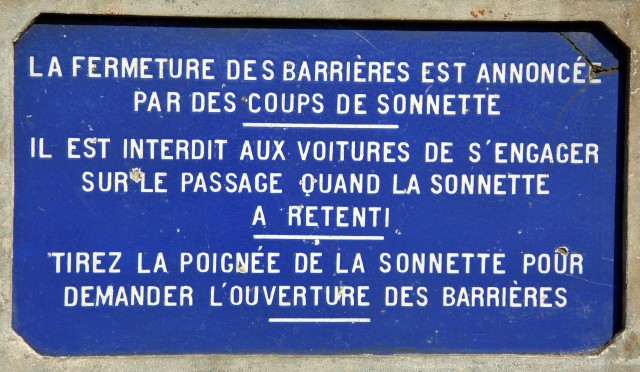 LA FERMETURE DES BARRIÈRES EST ANNONCÉE
PAR DES COUPS DE SONNETTE
IL EST INTERDIT AUX VOITURES DE S'ENGAGER
SUR LE PASSAGE QUAND LA SONNETTE
A RETENTI
TIREZ LA POIGNÉE DE LA SONNETTE POUR
DEMANDER L'OUVERTURE DES BARRIÈRES